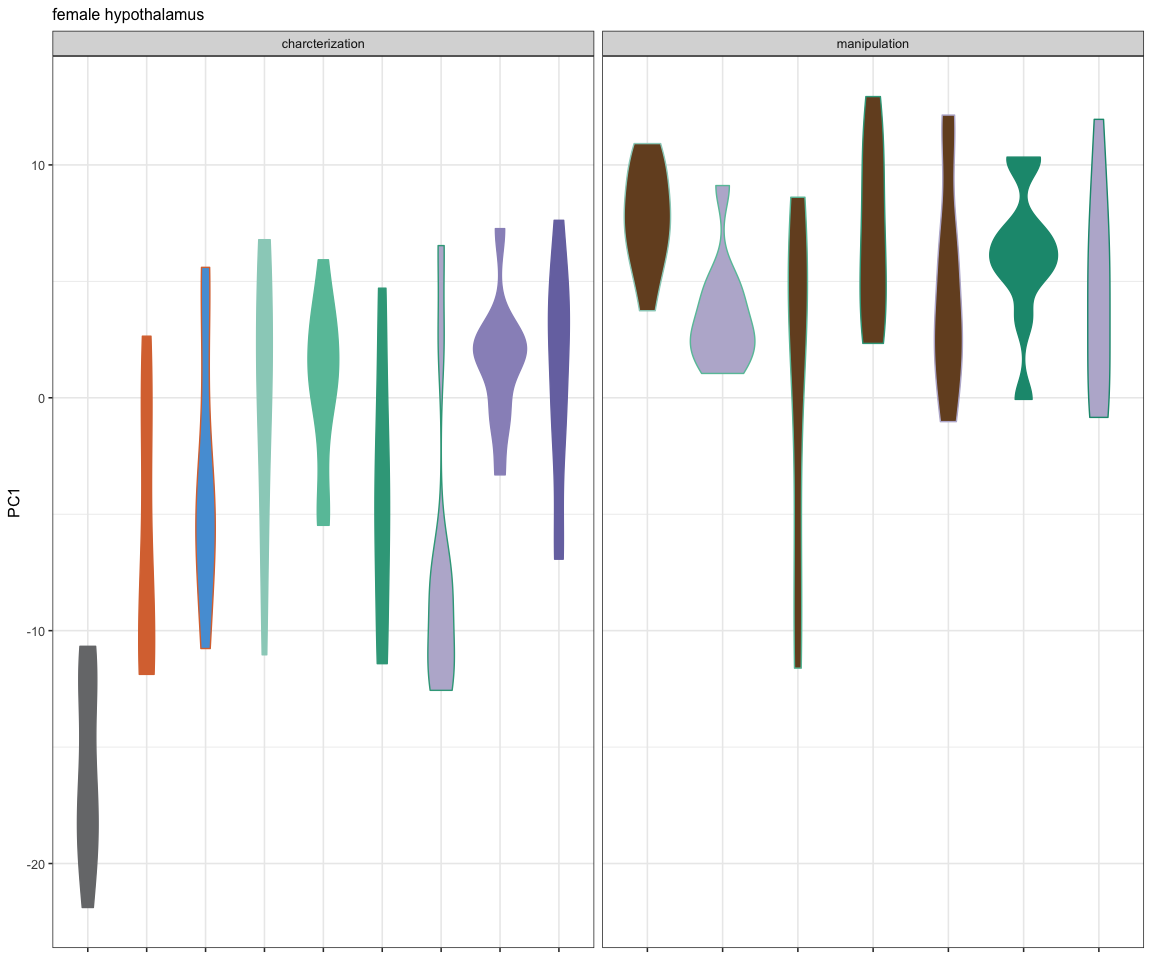 female hypothalamus
charcterization
manipulation
PC1
10
0
-10
-20